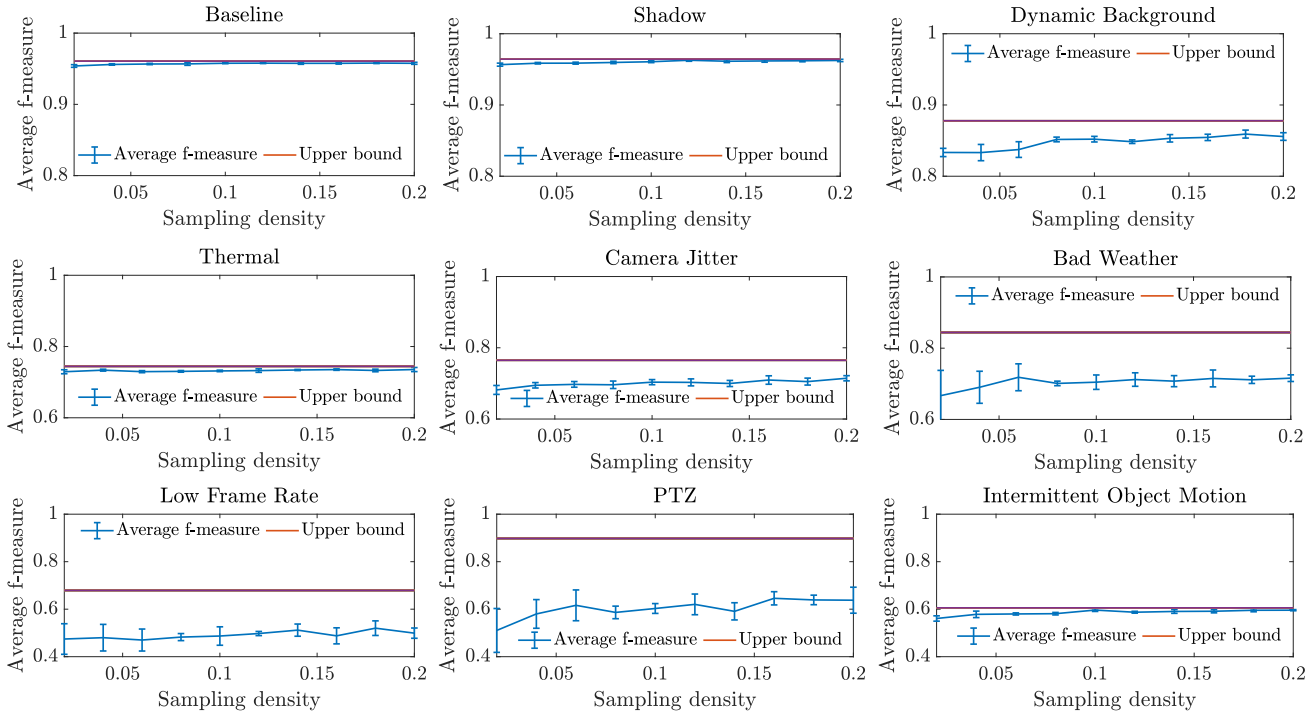 Baseline
Average f-measure
1
0.9
0.8
Average f-measure
Upper bound
0.05
0.1
0.15
0.2
Sampling density
Shadow
Average f-measure
1
0.9
0.8
Average f-measure
Upper bound
0.05
0.1
0.15
0.2
Sampling density
Dynamic Background
Average f-measure
1
0.9
0.8
Average f-measure
Upper bound
0.05
0.1
0.15
0.2
Sampling density
Thermal
Average f-measure
1
0.8
0.6
Average f-measure
Upper bound
0.05
0.1
0.15
0.2
Sampling density
Camera Jitter
Average f-measure
1
0.8
0.6
Average f-measure
Upper bound
0.05
0.1
0.15
0.2
Sampling density
Bad Weather
Average f-measure
1
0.8
0.6
Average f-measure
Upper bound
0.05
0.1
0.15
0.2
Sampling density
Low Frame Rate
Average f-measure
1
0.8
0.6
0.4
Average f-measure
Upper bound
0.05
0.1
0.15
0.2
Sampling density
PTZ
Average f-measure
1
0.8
0.6
0.4
Average f-measure
Upper bound
0.05
0.1
0.15
0.2
Sampling density
Intermittent Object Motion
Average f-measure
1
0.8
0.6
0.4
Average f-measure
Upper bound
0.05
0.1
0.15
0.2
Sampling density